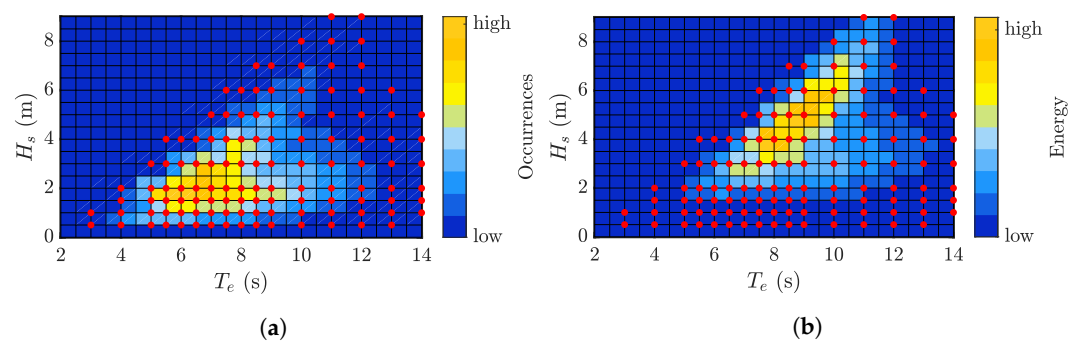 8
6
4
2
0
H_s (m)
2 4 6 8 10 12 14
T_e (s)
high
low
Occurrences
(a)
8
6
4
2
0
H_s (m)
2 4 6 8 10 12 14
T_e (s)
high
low
Energy
(b)